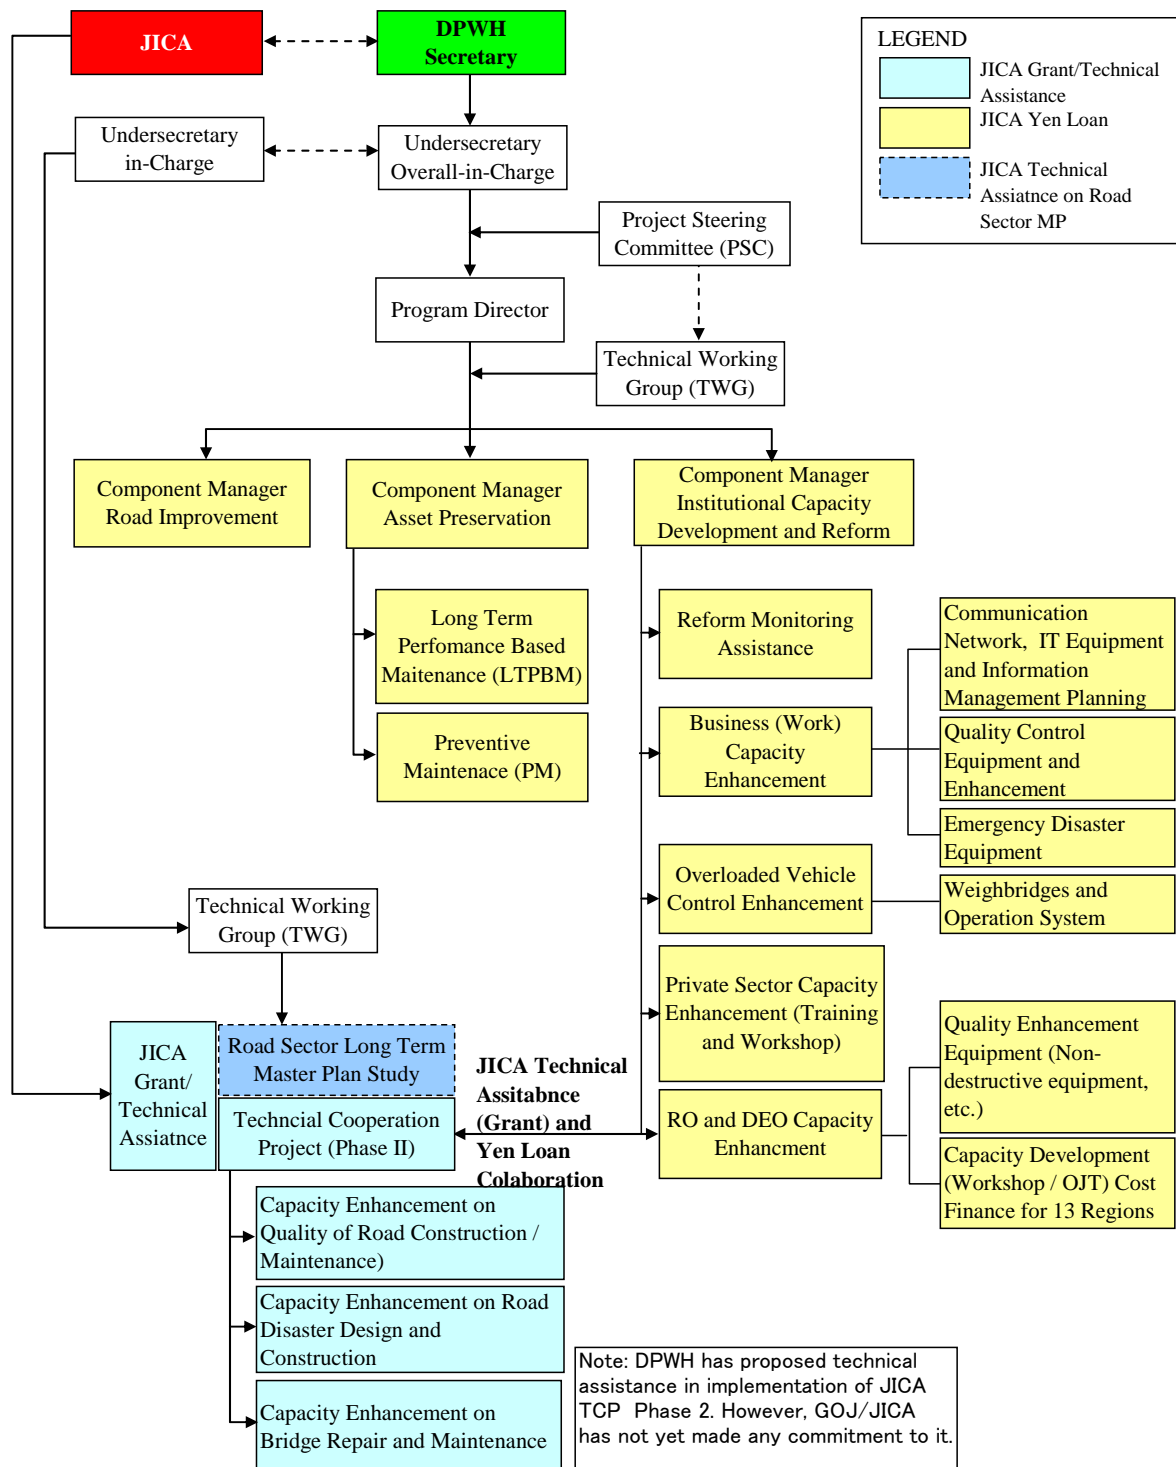 JICA
DPWH
Secretary
LEGEND
JICA Grant/Technical
Assistance
JICA Yen Loan
JICA Technical
Assiatnce on Road
Sector MP
Undersecretary
in-Charge
Undersecretary
Overall-in-Charge
Project Steering
Committee (PSC)
Program Director
Technical Working
Group (TWG)
Component Manager
Road Improvement
Component Manager
Asset Preservation
Component Manager
Institutional Capacity
Development and Reform
Long Term
Perfomance Based
Maitenance (LTPBM)
Preventive
Maintenace (PM)
Reform Monitoring
Assistance
Business (Work)
Capacity
Enhancement
Communication
Network,  IT Equipment
and Information
Management Planning
Quality Control
Equipment and
Enhancement
Emergency Disaster
Equipment
Overloaded Vehicle
Control Enhancement
Weighbridges and
Operation System
Technical Working
Group (TWG)
Private Sector Capacity
Enhancement (Training
and Workshop)
JICA
Grant/
Technical
Assiatnce
Road Sector Long Term
Master Plan Study
Techncial Cooperation
Project (Phase II)
JICA Technical
Assitabnce
(Grant) and
Yen Loan
Colaboration
RO and DEO Capacity
Enhancment
Quality Enhancement
Equipment (Non-
destructive equipment,
etc.)
Capacity Development
(Workshop / OJT) Cost
Finance for 13 Regions
Capacity Enhancement on
Quality of Road Construction /
Maintenance)
Capacity Enhancement on Road
Disaster Design and
Construction
Capacity Enhancement on
Bridge Repair and Maintenance
Note: DPWH has proposed technical
assistance in implementation of JICA
TCP  Phase 2. However, GOJ/JICA
has not yet made any commitment to it.